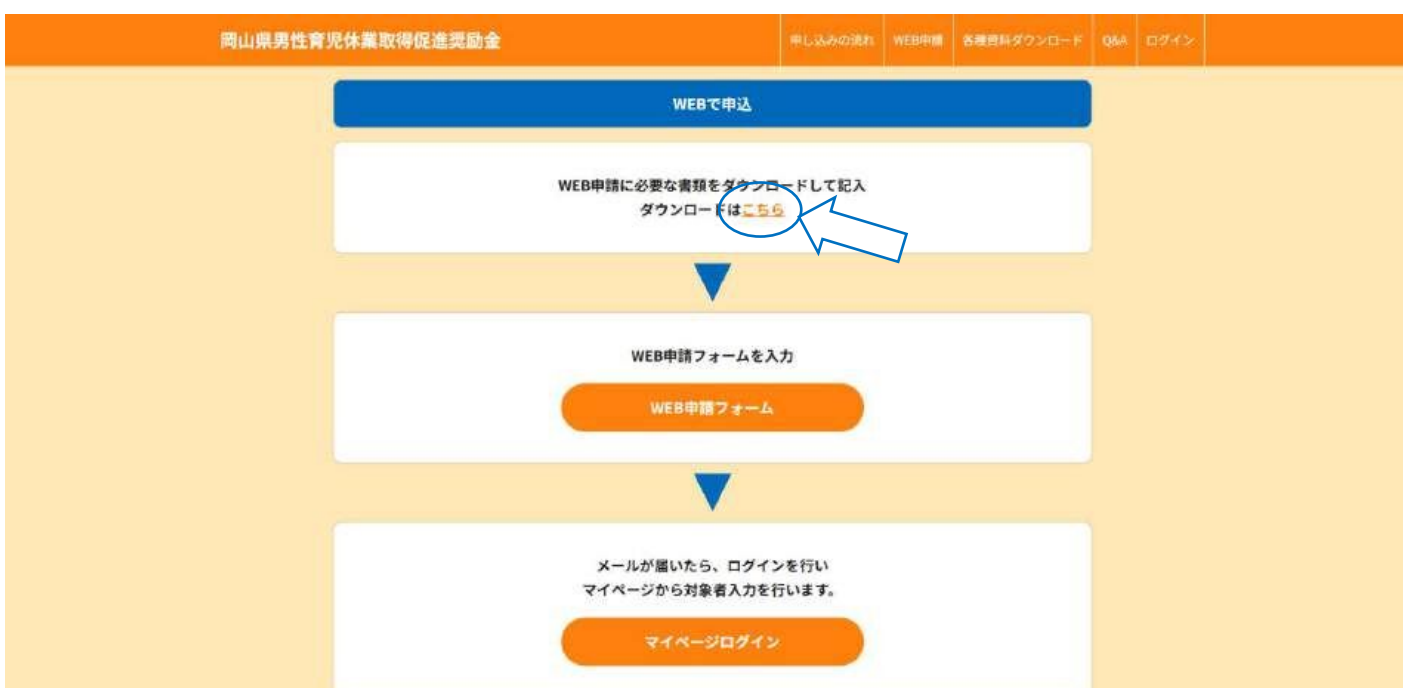 岡山県男性育児休業取得促進奨励金
申し込みの流れ
WEB申請
各種資料ダウンロード
Q&A
ログイン
WEBで申込
WEB申請に必要な書類をダウンロードして記入
ダウンロードはこちら
WEB申請フォームを入力
WEB申請フォーム
メールが届いたら、ログインを行い
マイページから対象者入力を行います。
マイページログイン